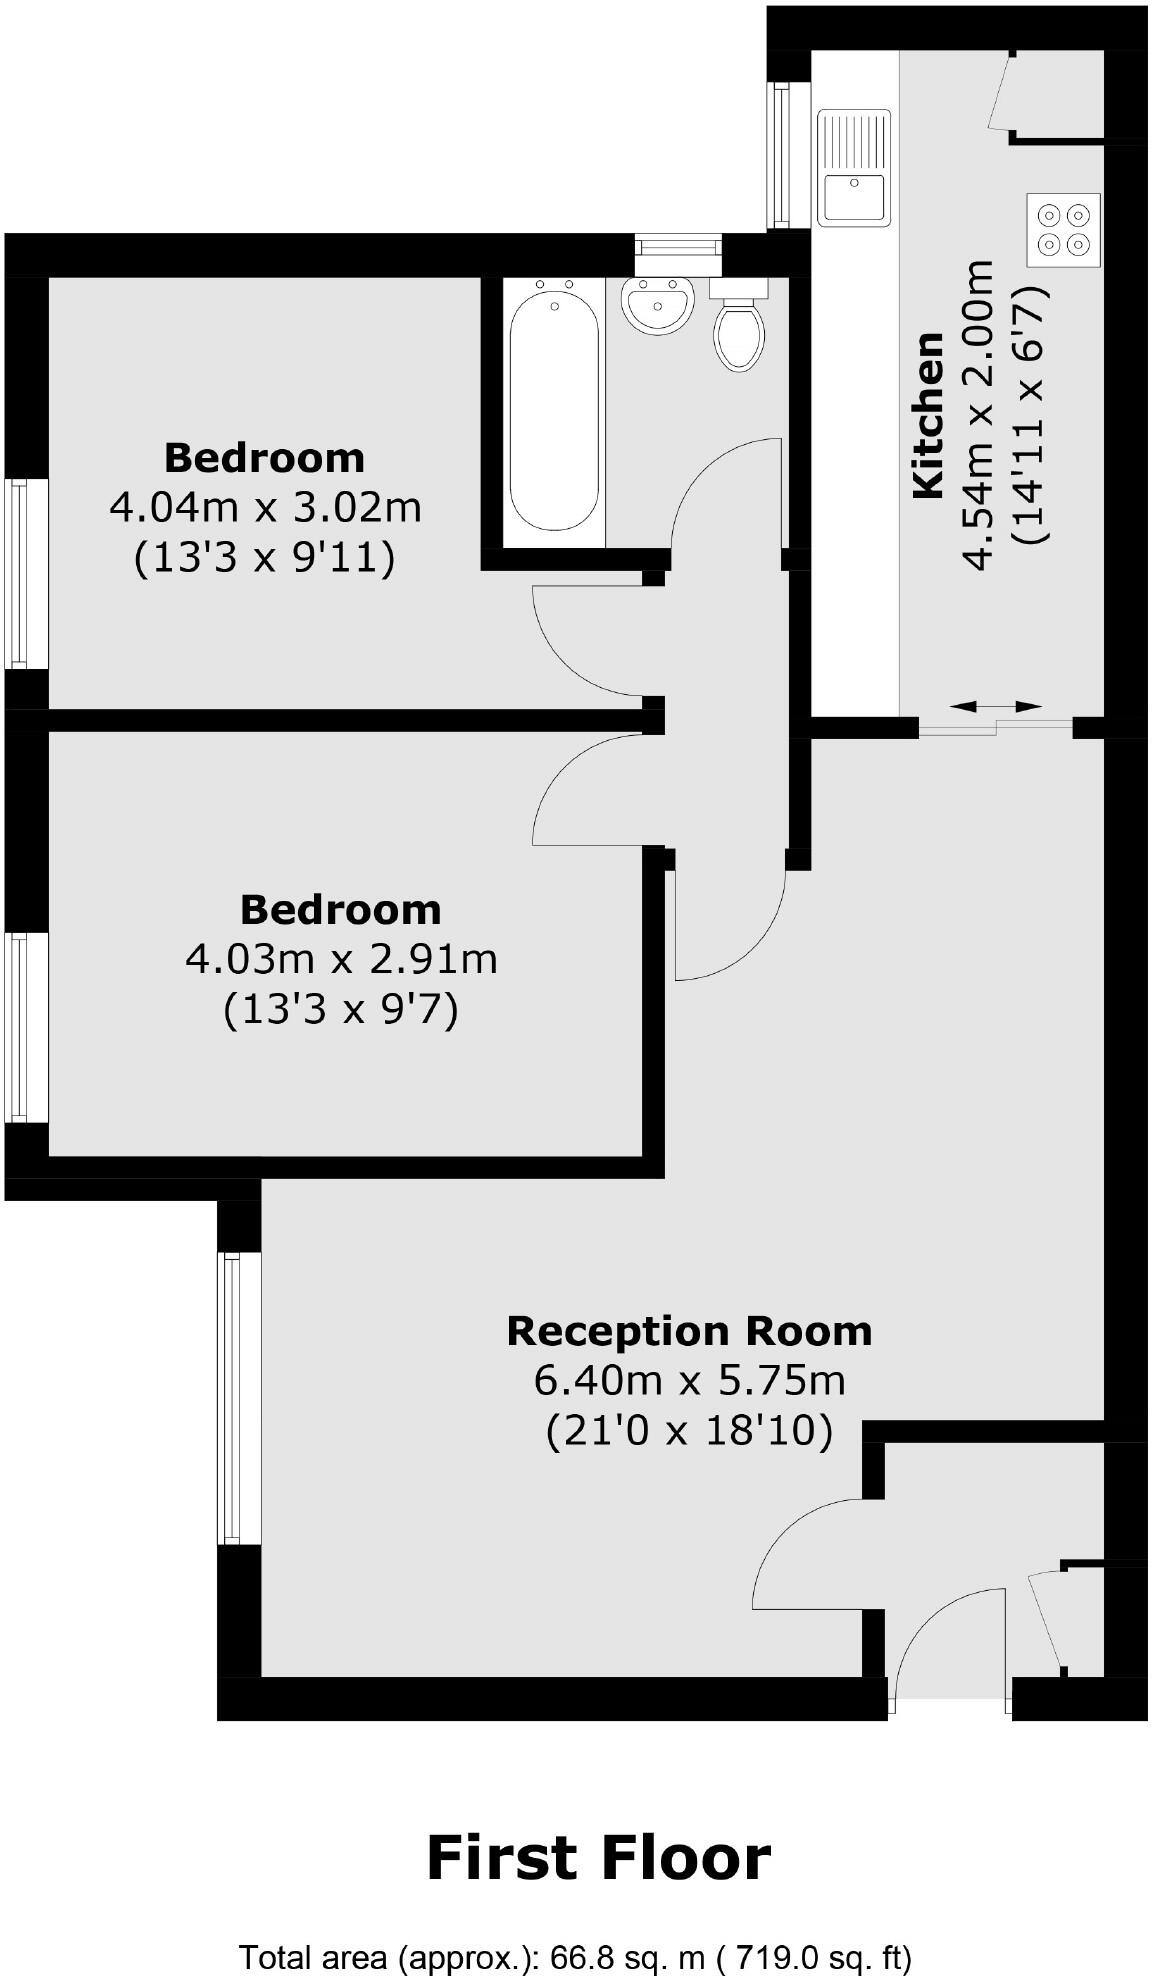 Kitchen
4.54m x 2.00m
(14'11 x 6'7)
Bedroom
4.04m x 3.02m
(13'3 x 9'11)
Bedroom
4.03m x 2.91m
(13'3 x 9'7)
Reception Room
6.40m x 5.75m
(21'0 x 18'10)
First Floor
Total area (approx.): 66.8 sq. m ( 719.0 sq. ft)